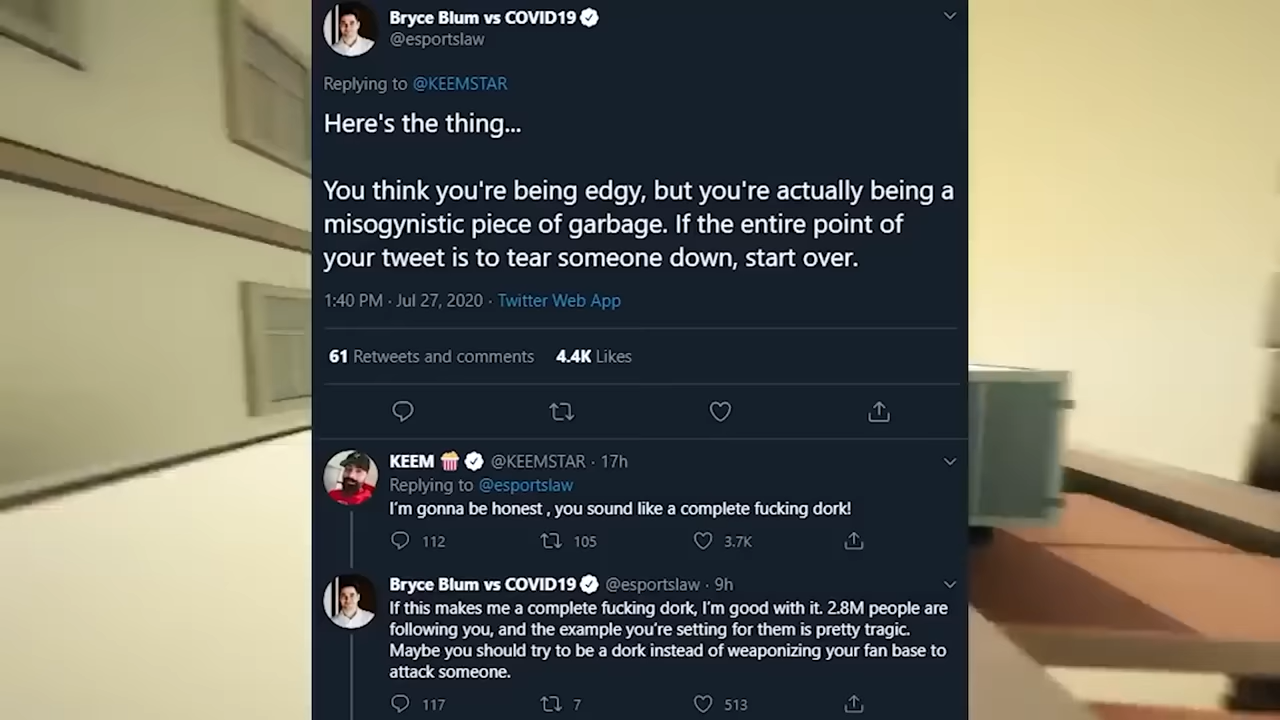 Bryce Blum vs COVID19
@esportslaw
Replying to @KEEMSTAR
Here's the thing...
You think you're being edgy, but you're actually being a
misogynistic piece of garbage. If the entire point of
your tweet is to tear someone down, start over.
1:40 PM · Jul 27, 2020 · Twitter Web App
61 Retweets and comments 4.4K Likes
KEEM 🍿 @KEEMSTAR · 17h
Replying to @esportslaw
I'm gonna be honest , you sound like a complete fucking dork!
112 105 3.7K
Bryce Blum vs COVID19 @esportslaw · 9h
If this makes me a complete fucking dork, I'm good with it. 2.8M people are
following you, and the example you're setting for them is pretty tragic.
Maybe you should try to be a dork instead of weaponizing your fan base to
attack someone.
117 7 513